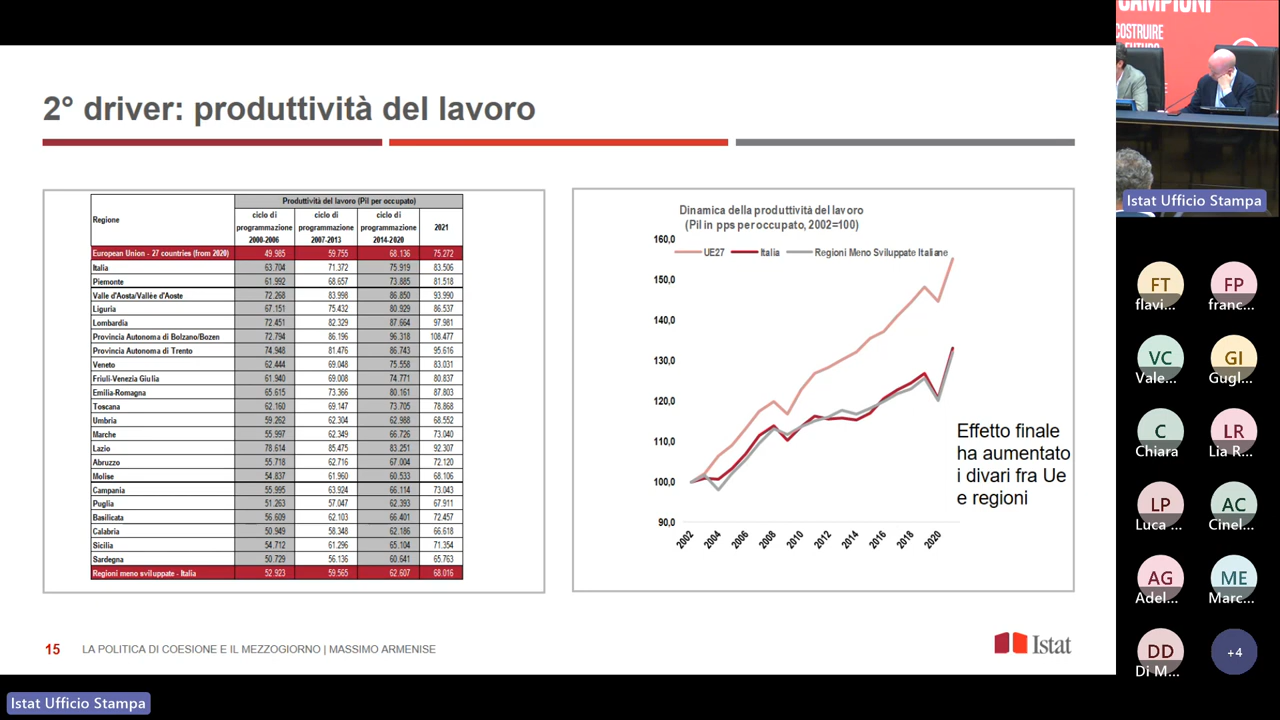 CAMPIONI
COSTRUIRE
FUTURO
2° driver: produttività del lavoro
Regione
Produttività del lavoro (Pil per occupato)
ciclo di programmazione 2000-2006
ciclo di programmazione 2007-2013
ciclo di programmazione 2014-2020
2021
European Union - 27 countries (from 2020) 49.985 59.755 68.136 75.272
Italia 63.704 71.372 75.919 83.506
Piemonte 61.992 68.657 73.885 81.518
Valle d'Aosta/Vallée d'Aoste 72.268 83.998 86.850 93.990
Liguria 67.151 75.432 80.929 86.537
Lombardia 72.451 82.329 87.664 97.981
Provincia Autonoma di Bolzano/Bozen 72.794 86.196 96.318 108.477
Provincia Autonoma di Trento 74.948 81.476 86.743 95.616
Veneto 62.444 69.048 75.558 83.031
Friuli-Venezia Giulia 61.940 69.008 74.771 80.837
Emilia-Romagna 65.615 73.366 80.161 87.803
Toscana 62.160 69.147 73.705 78.868
Umbria 59.262 62.304 62.988 68.552
Marche 55.997 62.349 66.726 73.040
Lazio 78.614 85.475 83.251 92.307
Abruzzo 55.718 62.716 67.004 72.120
Molise 54.837 61.960 60.533 68.106
Campania 55.995 63.924 66.114 73.043
Puglia 51.263 57.047 62.393 67.911
Basilicata 56.609 62.103 66.401 72.457
Calabria 50.949 58.348 62.186 66.618
Sicilia 54.712 61.296 65.104 71.354
Sardegna 50.729 56.136 60.641 65.763
Regioni meno sviluppate - Italia 52.923 59.565 62.607 68.016
Dinamica della produttività del lavoro
(Pil in pps per occupato, 2002=100)
UE27 Italia Regioni Meno Sviluppate Italiane
160,0
150,0
140,0
130,0
120,0
110,0
100,0
90,0
2002 2004 2006 2008 2010 2012 2014 2016 2018 2020
Effetto finale
ha aumentato
i divari fra Ue
e regioni
15 LA POLITICA DI COESIONE E IL MEZZOGIORNO | MASSIMO ARMENISE
Istat
Istat Ufficio Stampa
Istat Ufficio Stampa
FT FP
flavi... franc...
VC GI
Vale... Gugl...
C LR
Chiara Lia R...
LP AC
Luca ... Cinel...
AG ME
Adel... Marc...
DD +4
Di M...